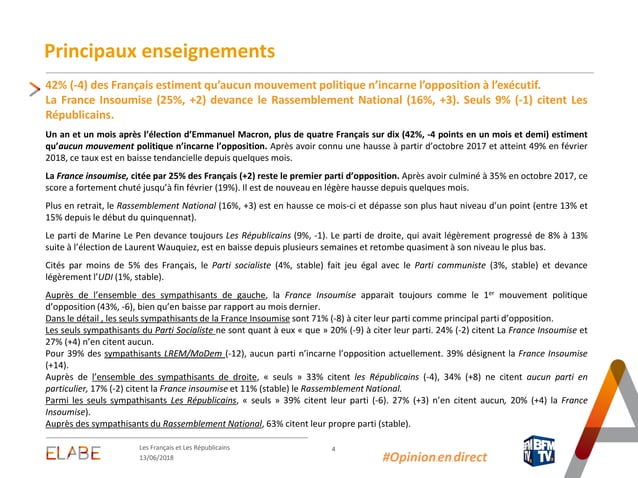 Principaux enseignements
42% (-4) des Français estiment qu'aucun mouvement politique n'incarne l'opposition à l'exécutif.
La France Insoumise (25%, +2) devance le Rassemblement National (16%, +3). Seuls 9% (-1) citent Les
Républicains.
Un an et un mois après l'élection d'Emmanuel Macron, plus de quatre Français sur dix (42%, -4 points en un mois et demi) estiment
qu'aucun mouvement politique n'incarne l'opposition. Après avoir connu une hausse à partir d'octobre 2017 et atteint 49% en février
2018, ce taux est en baisse tendancielle depuis quelques mois.
La France insoumise, citée par 25% des Français (+2) reste le premier parti d'opposition. Après avoir culminé à 35% en octobre 2017, ce
score a fortement chuté jusqu'à fin février (19%). Il est de nouveau en légère hausse depuis quelques mois.
Plus en retrait, le Rassemblement National (16%, +3) est en hausse ce mois-ci et dépasse son plus haut niveau d'un point (entre 13% et
15% depuis le début du quinquennat).
Le parti de Marine Le Pen devance toujours Les Républicains (9%, -1). Le parti de droite, qui avait légèrement progressé de 8% à 13%
suite à l'élection de Laurent Wauquiez, est en baisse depuis plusieurs semaines et retombe quasiment à son niveau le plus bas.
Cités par moins de 5% des Français, le Parti socialiste (4%, stable) fait jeu égal avec le Parti communiste (3%, stable) et devance
légèrement l'UDI (1%, stable).
Auprès de l'ensemble des sympathisants de gauche, la France Insoumise apparait toujours comme le 1er mouvement politique
d'opposition (43%, -6), bien qu'en baisse par rapport au mois dernier.
Dans le détail , les seuls sympathisants de la France Insoumise sont 71% (-8) à citer leur parti comme principal parti d'opposition.
Les seuls sympathisants du Parti Socialiste ne sont quant à eux « que » 20% (-9) à citer leur parti. 24% (-2) citent La France Insoumise et
27% (+4) n'en citent aucun.
Pour 39% des sympathisants LREM/MoDem (-12), aucun parti n'incarne l'opposition actuellement. 39% désignent la France Insoumise
(+14).
Auprès de l'ensemble des sympathisants de droite, « seuls » 33% citent les Républicains (-4), 34% (+8) ne citent aucun parti en
particulier, 17% (-2) citent la France insoumise et 11% (stable) le Rassemblement National.
Parmi les seuls sympathisants Les Républicains, « seuls » 39% citent leur parti (-6). 27% (+3) n'en citent aucun, 20% (+4) la France
Insoumise).
Auprès des sympathisants du Rassemblement National, 63% citent leur propre parti (stable).
ELABE
Les Français et Les Républicains
13/06/2018
4
#Opinion en direct
BFM
TV